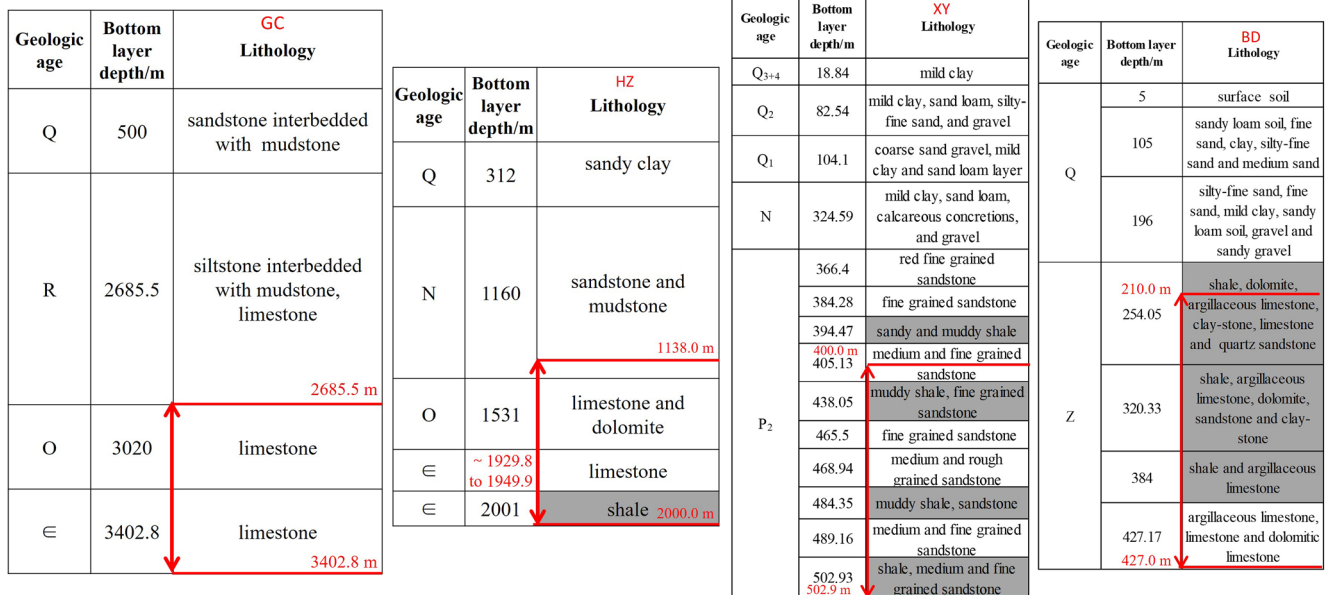 Geologic
age
Bottom
layer
depth/m
GC
Lithology
Q
500
sandstone interbedded
with mudstone
R
2685.5
siltstone interbedded
with mudstone,
limestone
2685.5 m
O
3020
limestone
∈
3402.8
limestone
3402.8 m
Geologic
age
Bottom
layer
depth/m
HZ
Lithology
Q
312
sandy clay
N
1160
sandstone and
mudstone
1138.0 m
O
1531
limestone and
dolomite
∈
~ 1929.8
to 1949.9
limestone
∈
2001
shale
2000.0 m
Geologic
age
Bottom
layer
depth/m
XY
Lithology
Q3+4
18.84
mild clay
Q2
82.54
mild clay, sand loam, silty-
fine sand, and gravel
Q1
104.1
coarse sand gravel, mild
clay and sand loam layer
N
324.59
mild clay, sand loam,
calcareous concretions,
and gravel
P2
366.4
red fine grained
sandstone
384.28
fine grained sandstone
394.47
sandy and muddy shale
400.0 m
405.13
medium and fine grained
sandstone
438.05
muddy shale, fine grained
sandstone
465.5
fine grained sandstone
468.94
medium and rough
grained sandstone
484.35
muddy shale, sandstone
489.16
medium and fine grained
sandstone
502.93
502.9 m
shale, medium and fine
grained sandstone
Geologic
age
Bottom layer
depth/m
BD
Lithology
Q
5
surface soil
105
sandy loam soil, fine
sand, clay, silty-fine
sand and medium sand
196
silty-fine sand, fine
sand, mild clay, sandy
loam soil, gravel and
sandy gravel
Z
210.0 m
254.05
shale, dolomite,
argillaceous limestone,
clay-stone, limestone
and quartz sandstone
320.33
shale, argillaceous
limestone, dolomite,
sandstone and clay-
stone
384
shale and argillaceous
limestone
427.17
427.0 m
argillaceous limestone,
limestone and dolomitic
limestone